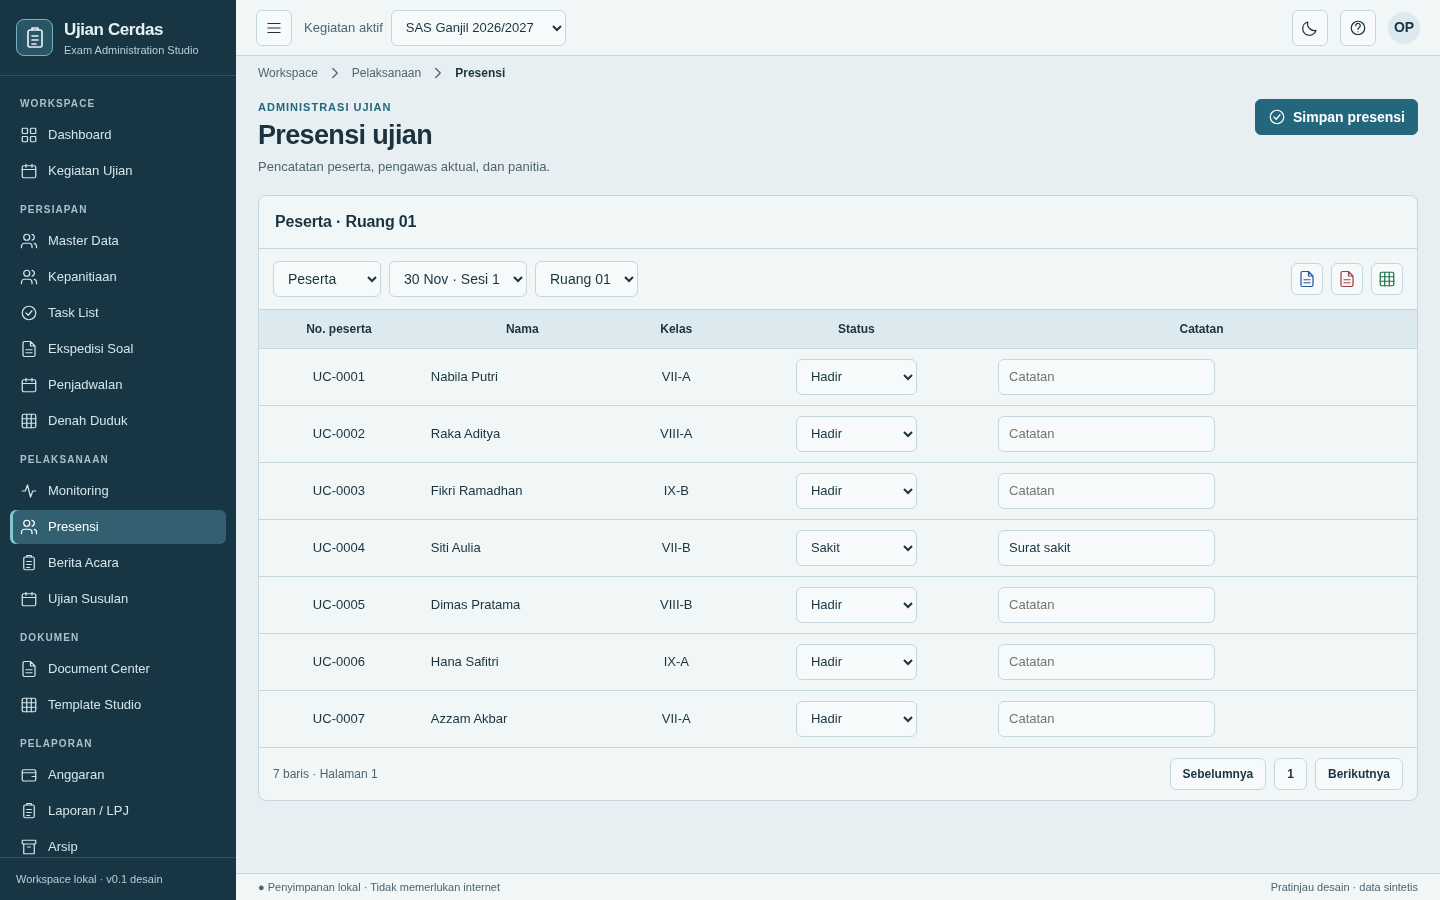 Ujian Cerdas
Exam Administration Studio
WORKSPACE
Dashboard
Kegiatan Ujian
PERSIAPAN
Master Data
Kepanitiaan
Task List
Ekspedisi Soal
Penjadwalan
Denah Duduk
PELAKSANAAN
Monitoring
Presensi
Berita Acara
Ujian Susulan
DOKUMEN
Document Center
Template Studio
PELAPORAN
Anggaran
Laporan / LPJ
Arsip
Workspace lokal · v0.1 desain
Kegiatan aktif SAS Ganjil 2026/2027 OP
Workspace Pelaksanaan Presensi
ADMINISTRASI UJIAN
Presensi ujian
Pencatatan peserta, pengawas aktual, dan panitia.
Simpan presensi
Peserta · Ruang 01
Peserta 30 Nov · Sesi 1 Ruang 01
No. peserta Nama Kelas Status Catatan
UC-0001 Nabila Putri VII-A Hadir Catatan
UC-0002 Raka Aditya VIII-A Hadir Catatan
UC-0003 Fikri Ramadhan IX-B Hadir Catatan
UC-0004 Siti Aulia VII-B Sakit Surat sakit
UC-0005 Dimas Pratama VIII-B Hadir Catatan
UC-0006 Hana Safitri IX-A Hadir Catatan
UC-0007 Azzam Akbar VII-A Hadir Catatan
7 baris · Halaman 1 Sebelumnya 1 Berikutnya
● Penyimpanan lokal · Tidak memerlukan internet Pratinjau desain · data sintetis